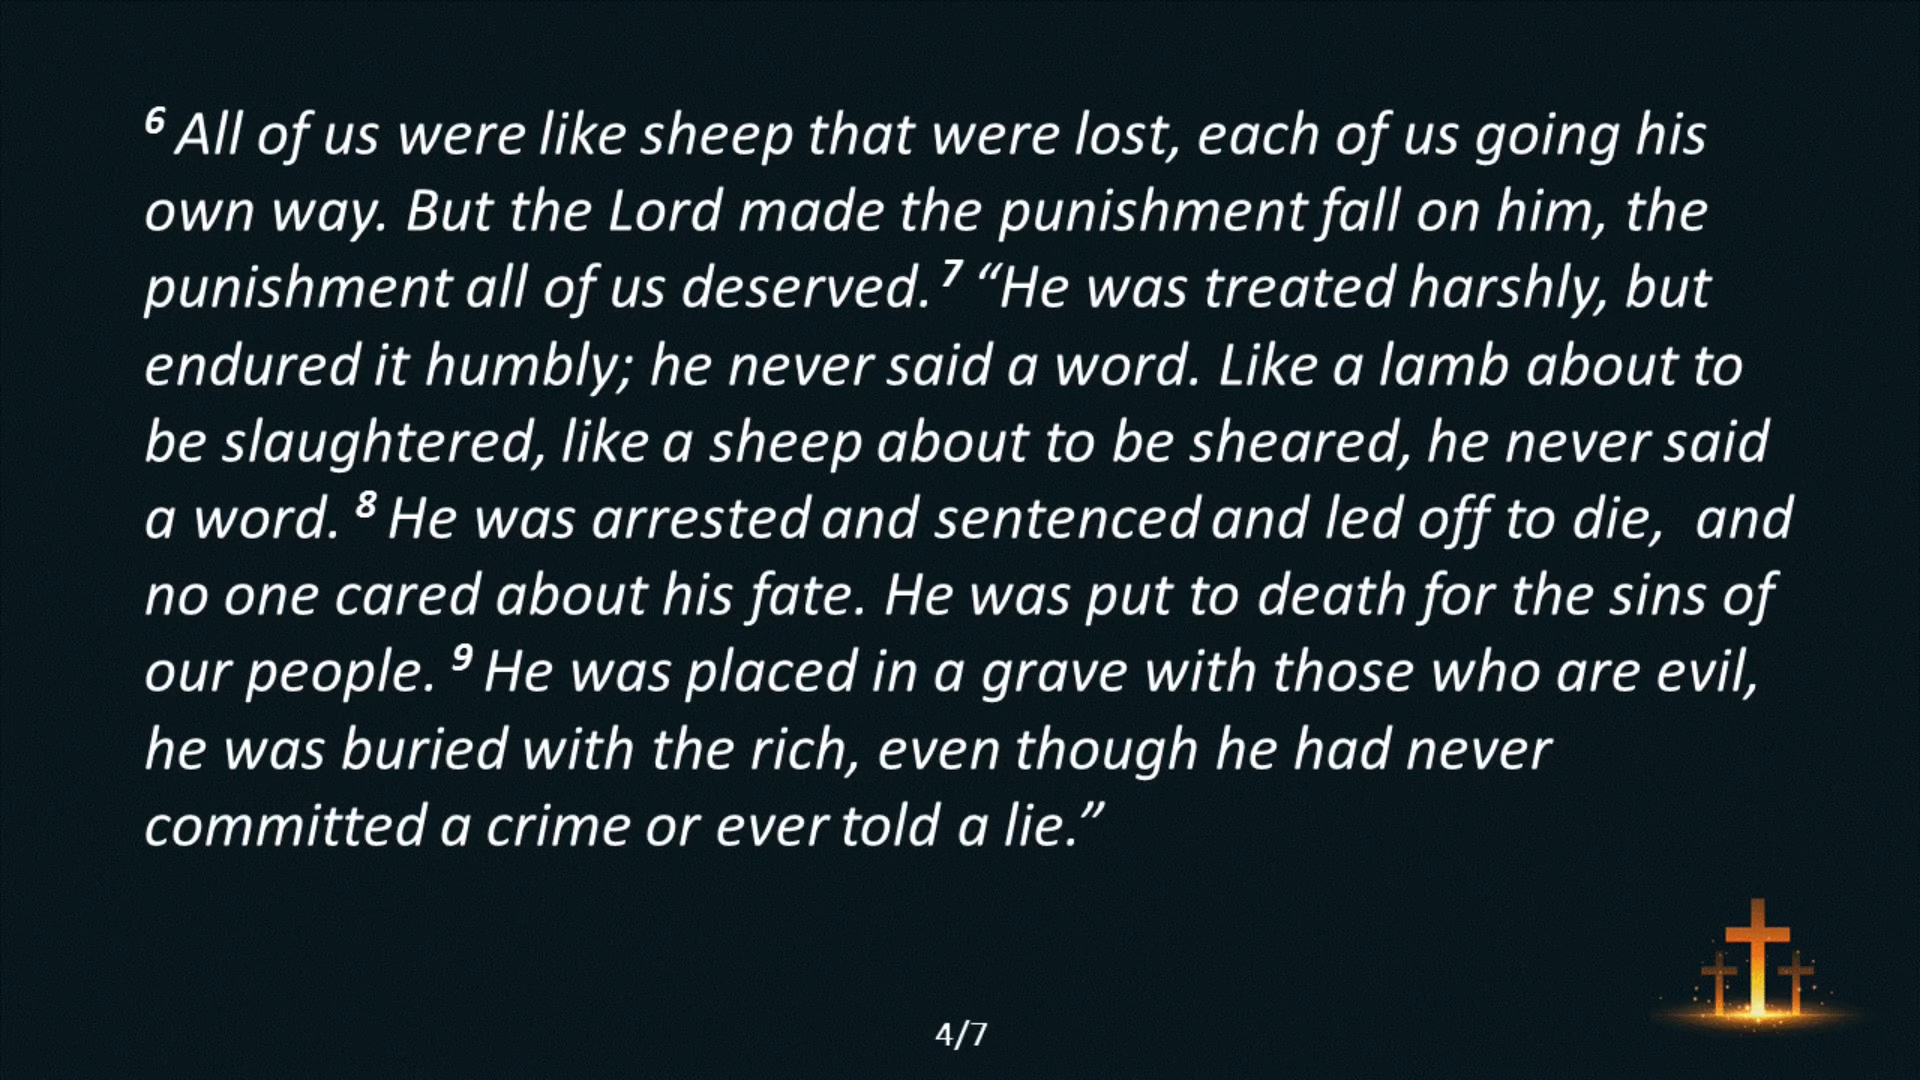 6 All of us were like sheep that were lost, each of us going his
own way. But the Lord made the punishment fall on him, the
punishment all of us deserved. 7 “He was treated harshly, but
endured it humbly; he never said a word. Like a lamb about to
be slaughtered, like a sheep about to be sheared, he never said
a word. 8 He was arrested and sentenced and led off to die,  and
no one cared about his fate. He was put to death for the sins of
our people. 9 He was placed in a grave with those who are evil,
he was buried with the rich, even though he had never
committed a crime or ever told a lie.”
4/7